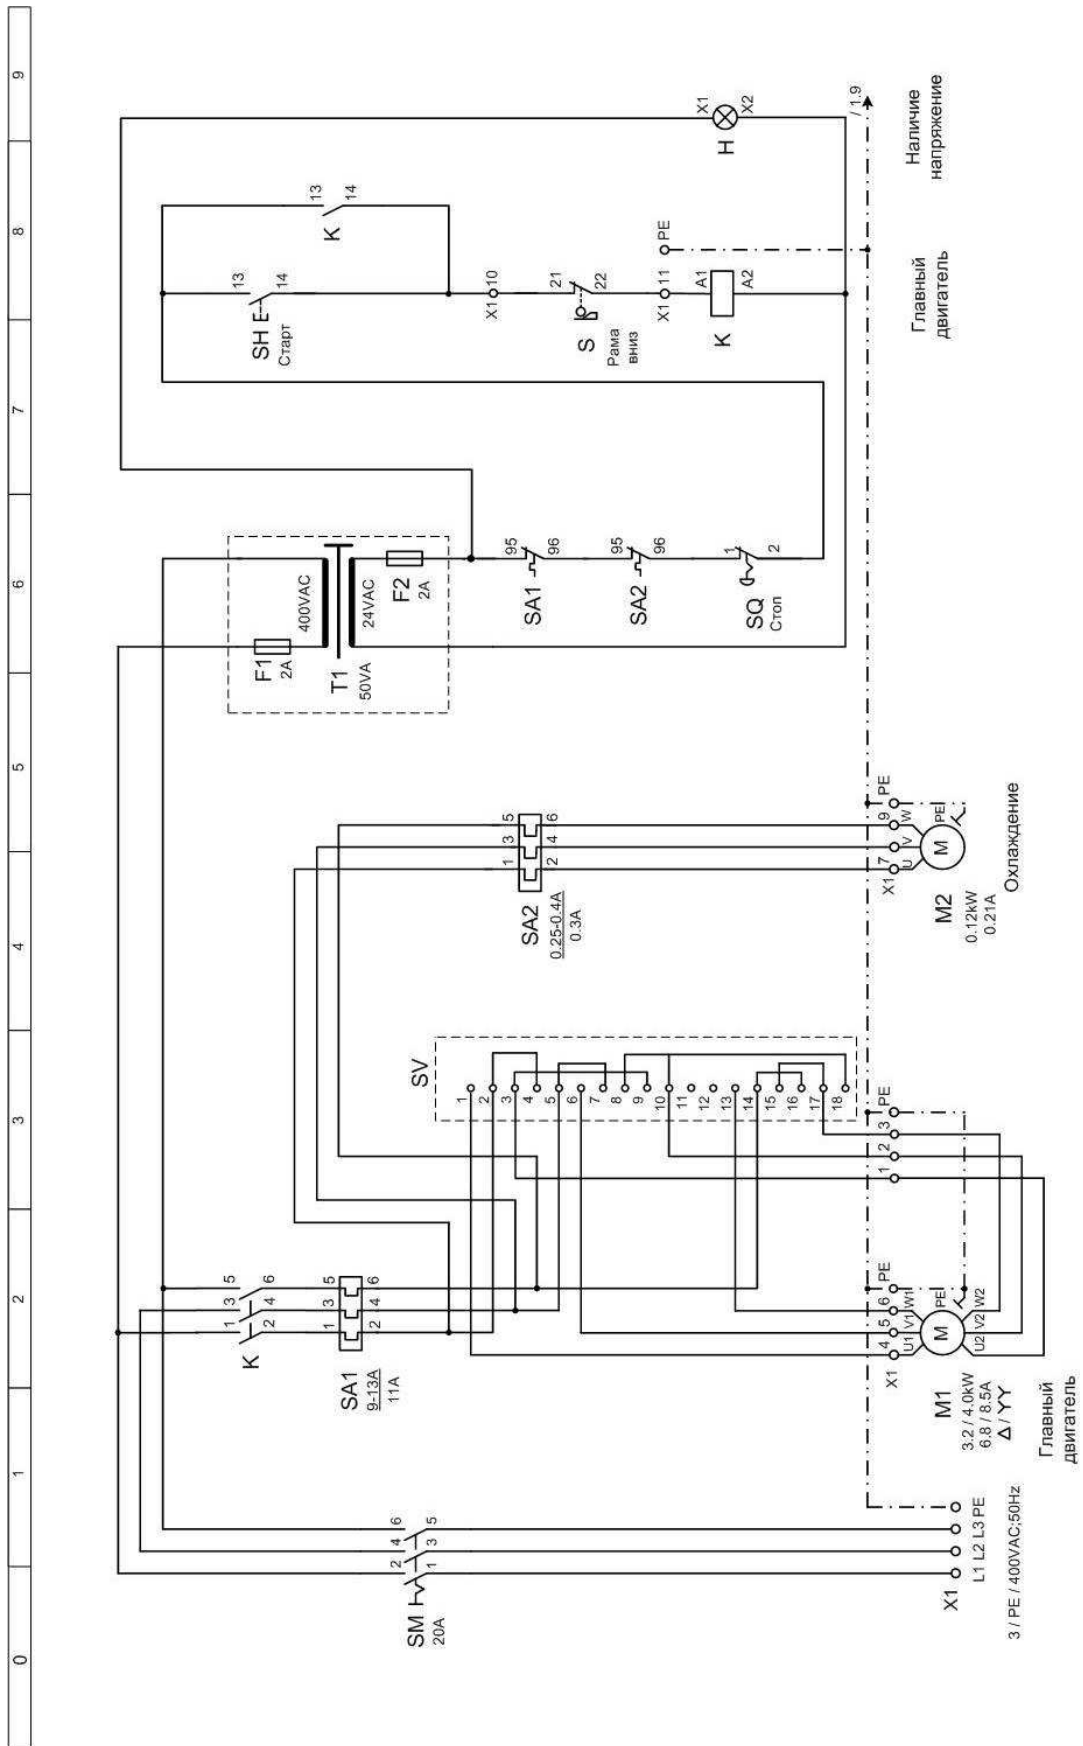 0
1
2
3
4
5
6
7
8
9
SM
20A
2
4
6
1
3
5
X1
L1 L2 L3 PE
3 / PE / 400VAC;50Hz
K
1
3
5
2
4
6
SA1
9-13A
11A
1
3
5
2
4
6
X1
4
5
6
PE
U1
V1
W1
M
PE
U2
V2
W2
M1
3.2 / 4.0kW
6.8 / 8.5A
Δ / YY
Главный
двигатель
SV
1
2
3
4
5
6
7
8
9
10
11
12
13
14
15
16
17
18
1
2
3
PE
SA2
0.25-0.4A
0.3A
1
3
5
2
4
6
X1
7
9
PE
U
V
W
M
PE
M2
0.12kW
0.21A
Охлаждение
F1
2A
400VAC
T1
50VA
24VAC
F2
2A
SA1
95
96
SA2
95
96
SQ
Стоп
1
2
SH
Старт
13
14
K
13
14
X1
10
S
Рама
вниз
21
22
X1
11
PE
K
A1
A2
Главный
двигатель
H
X1
X2
/ 1.9
Наличие
напряжение